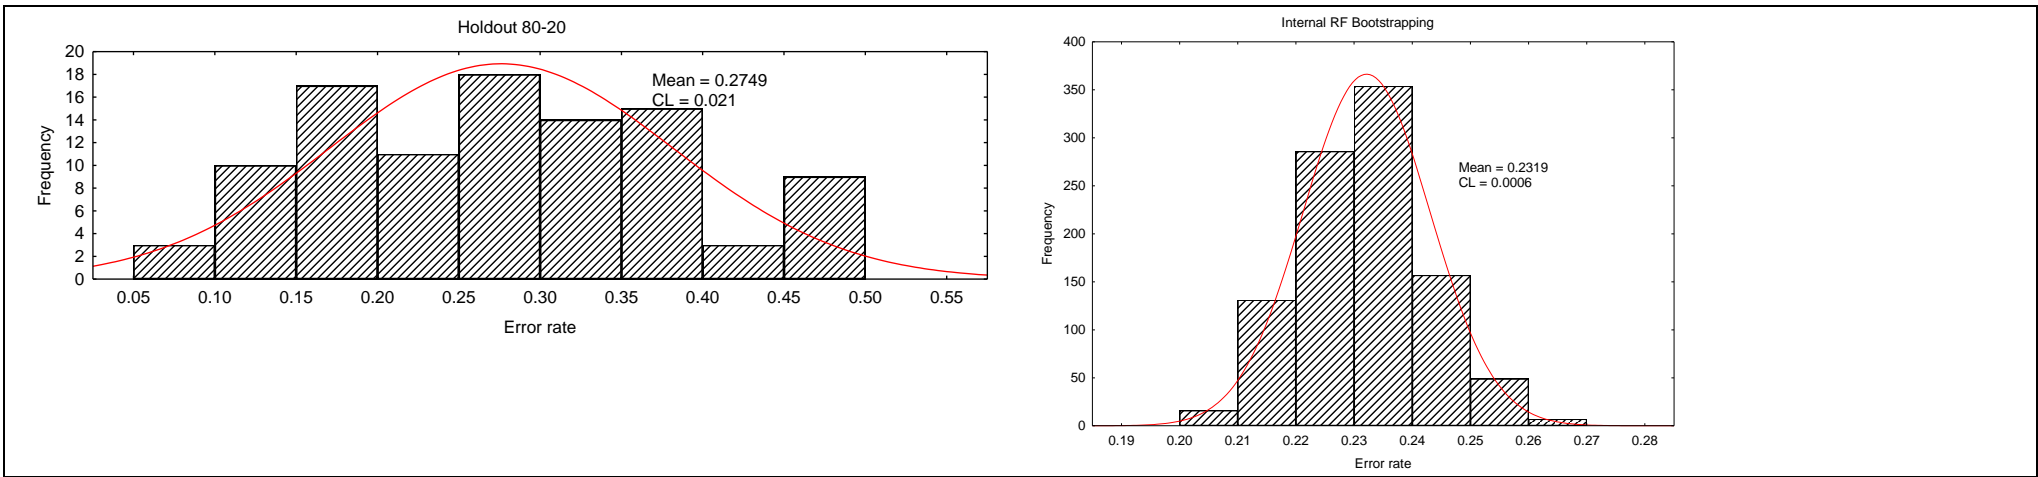 Holdout 80-20
Mean = 0.2749
CL = 0.021
Frequency
20
18
16
14
12
10
8
6
4
2
0
0.05 0.10 0.15 0.20 0.25 0.30 0.35 0.40 0.45 0.50 0.55
Error rate
Internal RF Bootstrapping
Mean = 0.2319
CL = 0.0006
Frequency
400
350
300
250
200
150
100
50
0
0.19 0.20 0.21 0.22 0.23 0.24 0.25 0.26 0.27 0.28
Error rate